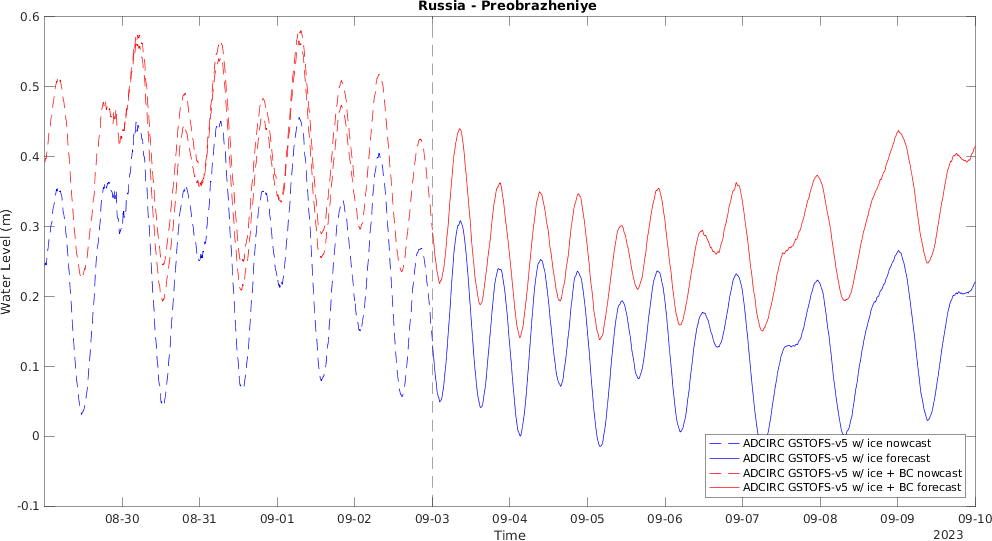 Russia - Preobrazheniye
0.6
0.5
0.4
0.3
0.2
0.1
0
-0.1
Water Level (m)
ADCIRC GSTOFS-v5 w/ ice nowcast
ADCIRC GSTOFS-v5 w/ ice forecast
ADCIRC GSTOFS-v5 w/ ice + BC nowcast
ADCIRC GSTOFS-v5 w/ ice + BC forecast
08-30 08-31 09-01 09-02 09-03 09-04 09-05 09-06 09-07 09-08 09-09 09-10
Time
2023